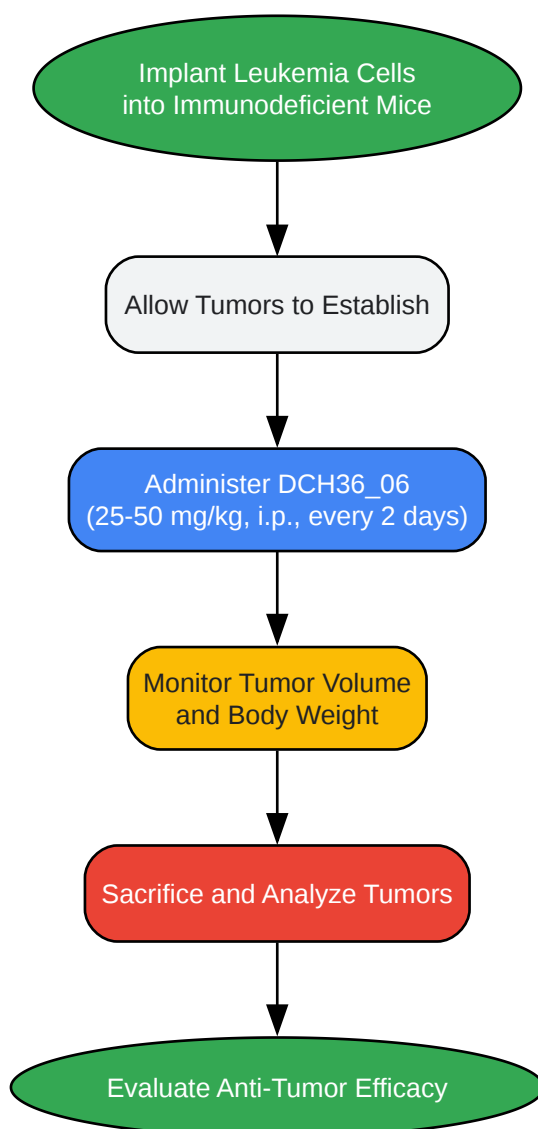 Implant Leukemia Cells
into Immunodeficient Mice
Allow Tumors to Establish
Administer DCH36_06
(25-50 mg/kg, i.p., every 2 days)
Monitor Tumor Volume
and Body Weight
Sacrifice and Analyze Tumors
Evaluate Anti-Tumor Efficacy